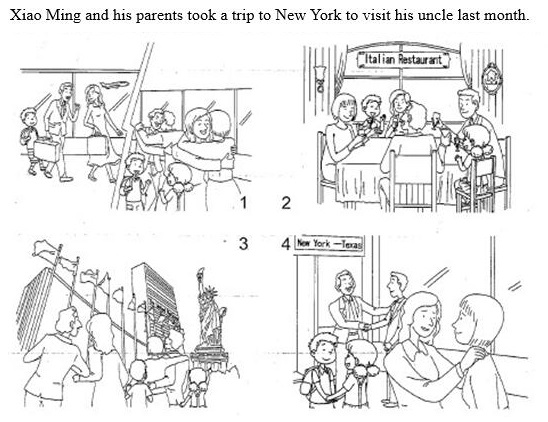 Xiao Ming and his parents took a trip to New York to visit his uncle last month.
Italian Restaurant
1 2
3 4
New York—Texas